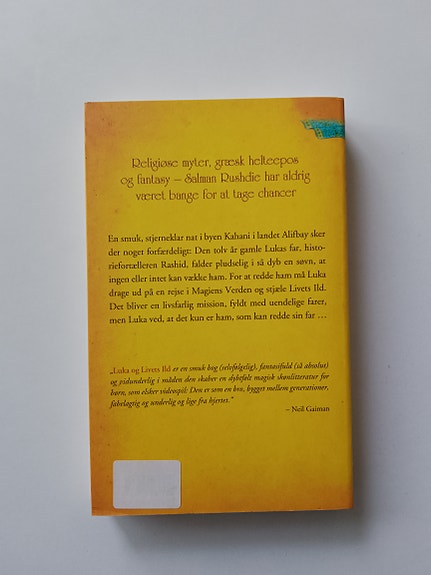 Religiøse myter, græsk helteepos
og fantasy – Salman Rushdie har aldrig
været bange for at tage chancer
En smuk, stjerneklar nat i byen Kahani i landet Alifbay sker
der noget forfærdeligt: Den tolv år gamle Lukas far, histo-
riefortælleren Rashid, falder pludselig i så dyb en søvn, at
ingen eller intet kan vække ham. For at redde ham må Luka
drage ud på en rejse i Magiens Verden og stjæle Livets Ild.
Det bliver en livsfarlig mission, fyldt med uendelige farer,
men Luka ved, at det kun er ham, som kan redde sin far ...
„Luka og Livets Ild er en smuk bog (selvfølgelig), fantasifuld (så absolut)
og vidunderlig i måden den skaber en dybtfølt magisk skønlitteratur for
børn, som elsker videospil: Den er som en bro, bygget mellem generationer,
fabelagtig og underlig og lige fra hjertet.”
– Neil Gaiman